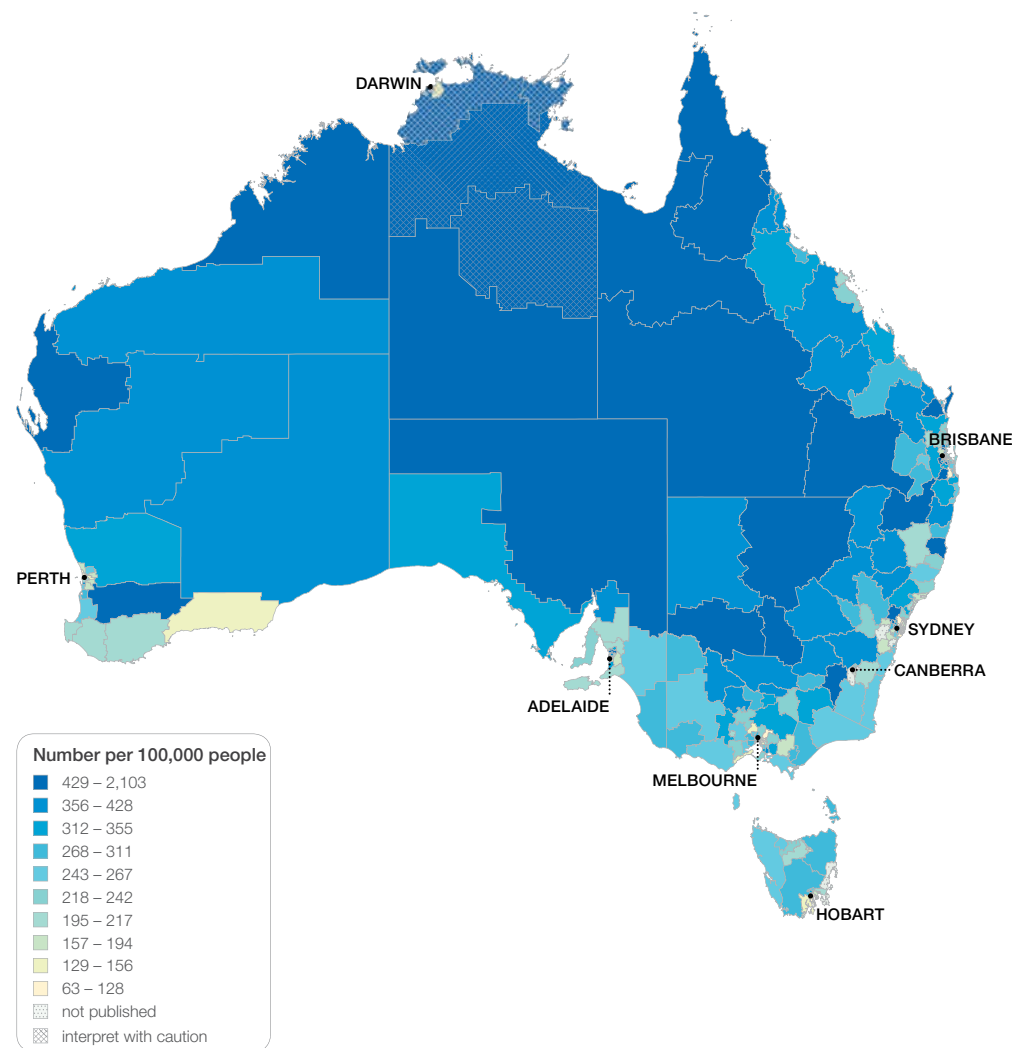 DARWIN
BRISBANE
PERTH
SYDNEY
CANBERRA
ADELAIDE
MELBOURNE
HOBART
Number per 100,000 people
429 – 2,103
356 – 428
312 – 355
268 – 311
243 – 267
218 – 242
195 – 217
157 – 194
129 – 156
63 – 128
not published
interpret with caution